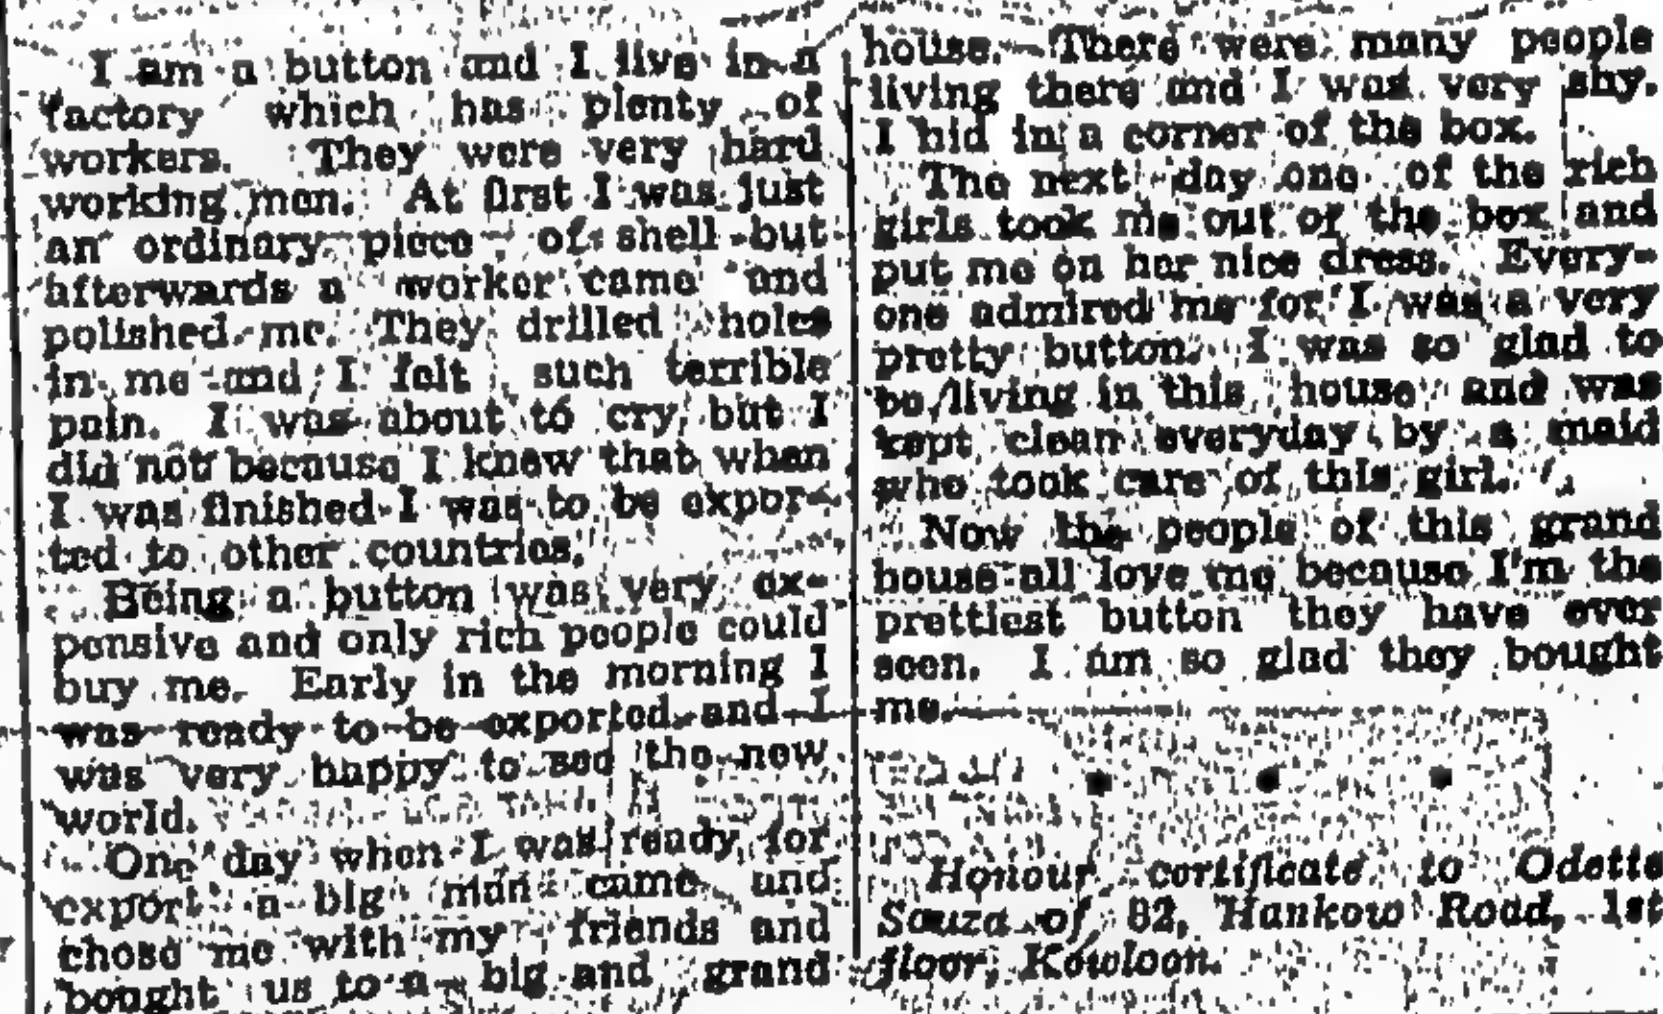 I am a button and I live in a
factory which has plenty of
workers. They were very hard
working men. At first I was just
an ordinary piece of shell but
afterwards a worker came and
polished me. They drilled holes
in me and I felt such terrible
pain. I was about to cry but I
did not because I knew that when
I was finished I was to be expor-
ted to other countries.
Being a button was very ex-
pensive and only rich people could
buy me. Early in the morning I
was ready to be exported and I
was very happy to see the new
world.
One day when I was ready for
export a big man came and
chose me with my friends and
bought us to a big and grand
house. There were many people
living there and I was very shy.
I hid in a corner of the box.
The next day one of the rich
girls took me out of the box and
put me on her nice dress. Every-
one admired me for I was a very
pretty button. I was so glad to
be living in this house and was
kept clean everyday by a maid
who took care of this girl.
Now the people of this grand
house all love me because I'm the
prettiest button they have ever
seen. I am so glad they bought
me.
Honour certificate to Odette
Souza of 82, Hankow Road, 1st
floor, Kowloon.